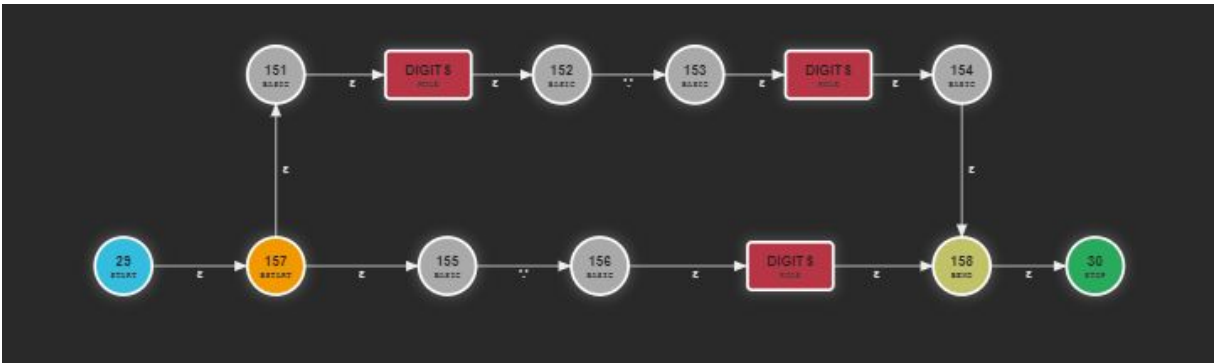 151 ε DIGITS ε 152 '.' 153 ε DIGITS ε 154
BASIC RULE BASIC BASIC RULE BASIC
ε ε
29 ε 157 ε 155 '.' 156 ε DIGITS ε 158 ε 30
START BSTART BASIC BASIC RULE BEND STOP